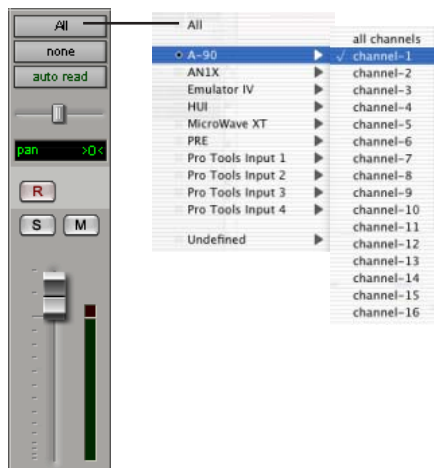 All
none
auto read
pan >0<
R
S M
All
A-90
AN1X
Emulator IV
HUI
MicroWave XT
PRE
Pro Tools Input 1
Pro Tools Input 2
Pro Tools Input 3
Pro Tools Input 4
Undefined
all channels
channel-1
channel-2
channel-3
channel-4
channel-5
channel-6
channel-7
channel-8
channel-9
channel-10
channel-11
channel-12
channel-13
channel-14
channel-15
channel-16